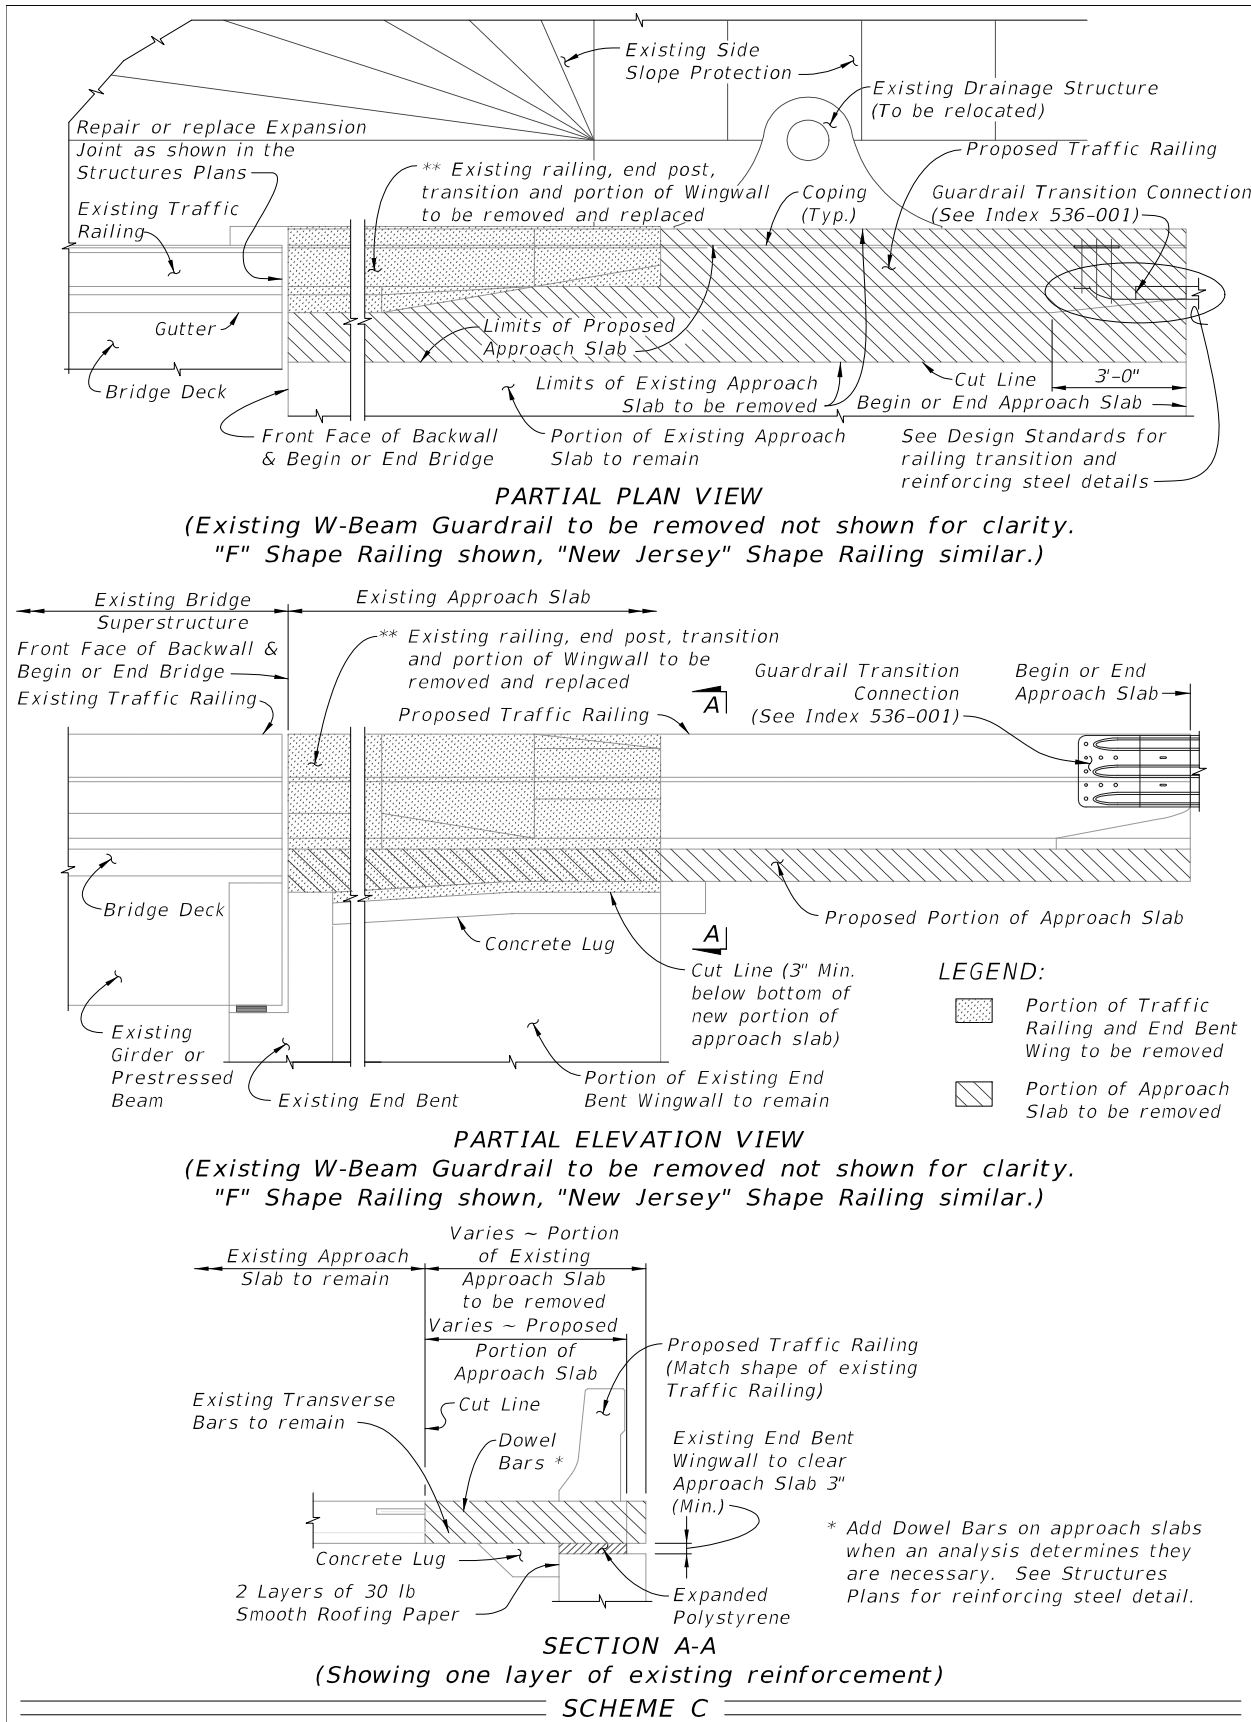 Existing Side
Slope Protection
Existing Drainage Structure
(To be relocated)
Repair or replace Expansion
Joint as shown in the
Structures Plans
Proposed Traffic Railing
** Existing railing, end post,
transition and portion of Wingwall
to be removed and replaced
Coping
(Typ.)
Guardrail Transition Connection
(See Index 536-001)
Existing Traffic
Railing
Gutter
Limits of Proposed
Approach Slab
Bridge Deck
Limits of Existing Approach
Slab to be removed
Cut Line
3'-0"
Begin or End Approach Slab
Front Face of Backwall
& Begin or End Bridge
Portion of Existing Approach
Slab to remain
See Design Standards for
railing transition and
reinforcing steel details
PARTIAL PLAN VIEW
(Existing W-Beam Guardrail to be removed not shown for clarity.
"F" Shape Railing shown, "New Jersey" Shape Railing similar.)
Existing Bridge
Superstructure
Existing Approach Slab
Front Face of Backwall &
Begin or End Bridge
Existing Traffic Railing
** Existing railing, end post, transition
and portion of Wingwall to be
removed and replaced
Guardrail Transition
Connection
(See Index 536-001)
Begin or End
Approach Slab
A
Proposed Traffic Railing
Bridge Deck
Concrete Lug
A
Proposed Portion of Approach Slab
Cut Line (3" Min.
below bottom of
new portion of
approach slab)
Existing
Girder or
Prestressed
Beam
Existing End Bent
Portion of Existing End
Bent Wingwall to remain
LEGEND:
Portion of Traffic
Railing and End Bent
Wing to be removed
Portion of Approach
Slab to be removed
PARTIAL ELEVATION VIEW
(Existing W-Beam Guardrail to be removed not shown for clarity.
"F" Shape Railing shown, "New Jersey" Shape Railing similar.)
Existing Approach
Slab to remain
Varies ~ Portion
of Existing
Approach Slab
to be removed
Varies ~ Proposed
Portion of
Approach Slab
Proposed Traffic Railing
(Match shape of existing
Traffic Railing)
Existing Transverse
Bars to remain
Cut Line
Dowel
Bars *
Existing End Bent
Wingwall to clear
Approach Slab 3"
(Min.)
Concrete Lug
2 Layers of 30 lb
Smooth Roofing Paper
Expanded
Polystyrene
* Add Dowel Bars on approach slabs
when an analysis determines they
are necessary. See Structures
Plans for reinforcing steel detail.
SECTION A-A
(Showing one layer of existing reinforcement)
SCHEME C